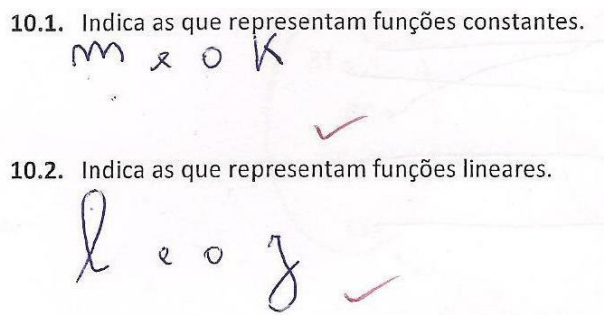 10.1. Indica as que representam funções constantes.
m e o K
10.2. Indica as que representam funções lineares.
l e o j